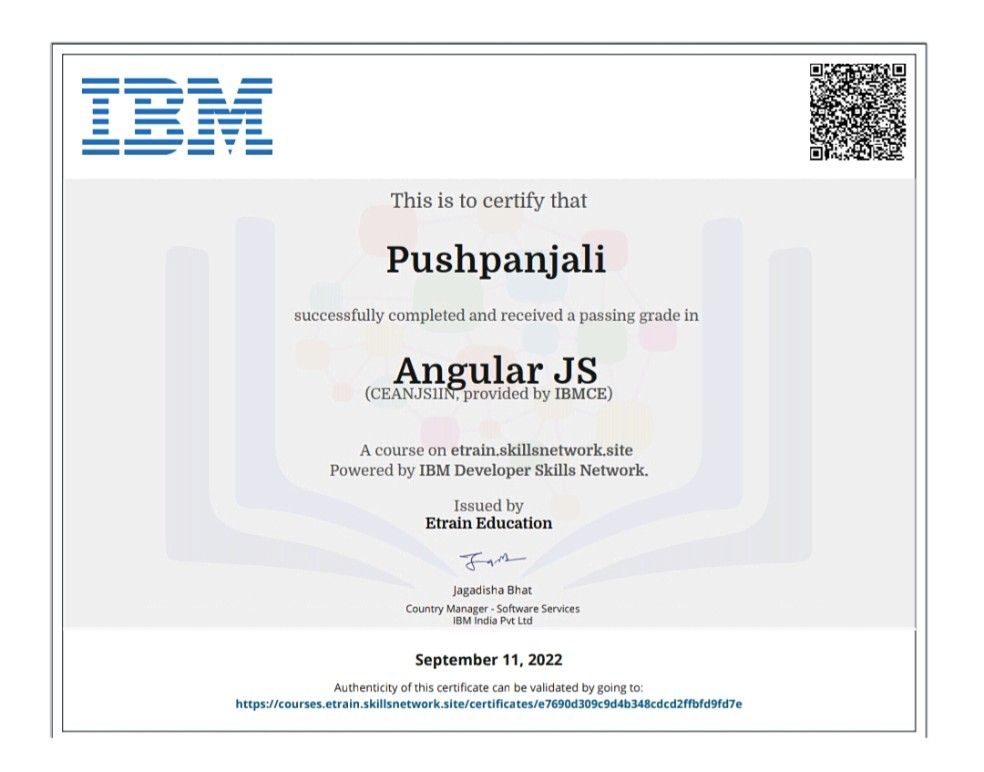 IBM
This is to certify that
Pushpanjali
successfully completed and received a passing grade in
Angular JS
(CEANJS1IN, provided by IBMCE)
A course on etrain.skillsnetwork.site
Powered by IBM Developer Skills Network.
Issued by
Etrain Education
Jagadisha Bhat
Country Manager - Software Services
IBM India Pvt Ltd
September 11, 2022
Authenticity of this certificate can be validated by going to:
https://courses.etrain.skillsnetwork.site/certificates/e7690d309c9d4b348cdcd2ffbfd9fd7e